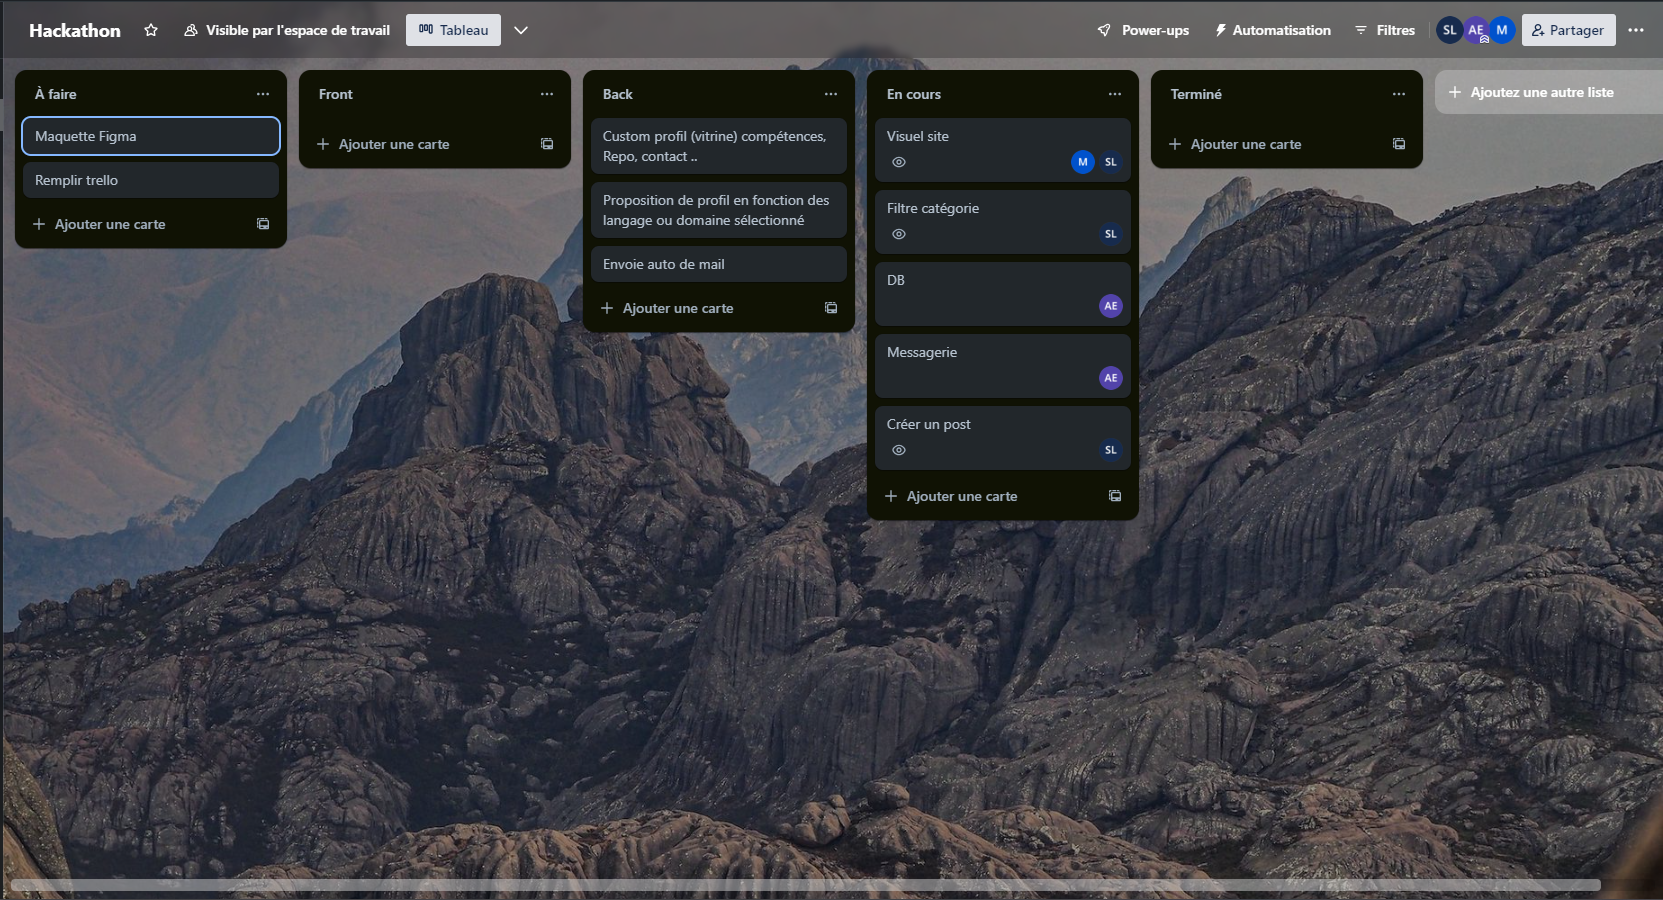 Hackathon
Visible par l'espace de travail
Tableau
Power-ups
Automatisation
Filtres
SL
AE
M
Partager
À faire
Maquette Figma
Remplir trello
Ajouter une carte
Front
Ajouter une carte
Back
Custom profil (vitrine) compétences,
Repo, contact ..
Proposition de profil en fonction des
langage ou domaine sélectionné
Envoie auto de mail
Ajouter une carte
En cours
Visuel site
M
SL
Filtre catégorie
SL
DB
AE
Messagerie
AE
Créer un post
SL
Ajouter une carte
Terminé
Ajouter une carte
Ajoutez une autre liste